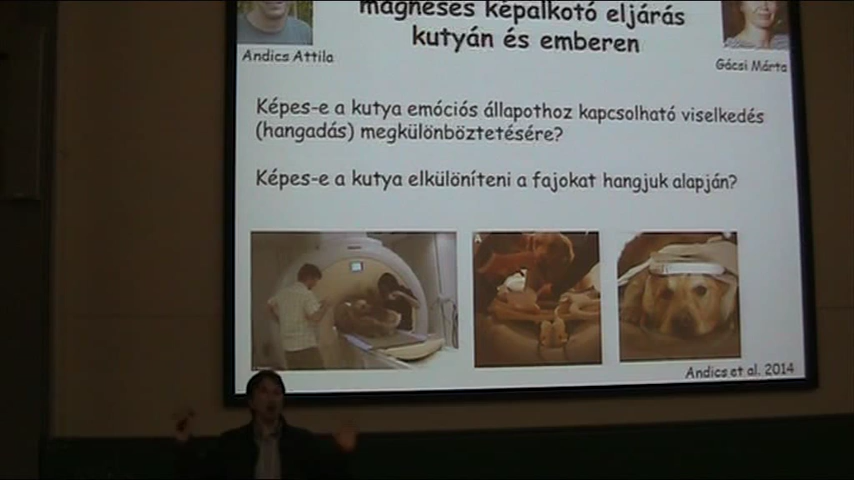 mágneses képalkotó eljárás
kutyán és emberen
Andics Attila
Gácsi Márta
Képes-e a kutya emóciós állapothoz kapcsolható viselkedés
(hangadás) megkülönböztetésére?
Képes-e a kutya elkülöníteni a fajokat hangjuk alapján?
Andics et al. 2014